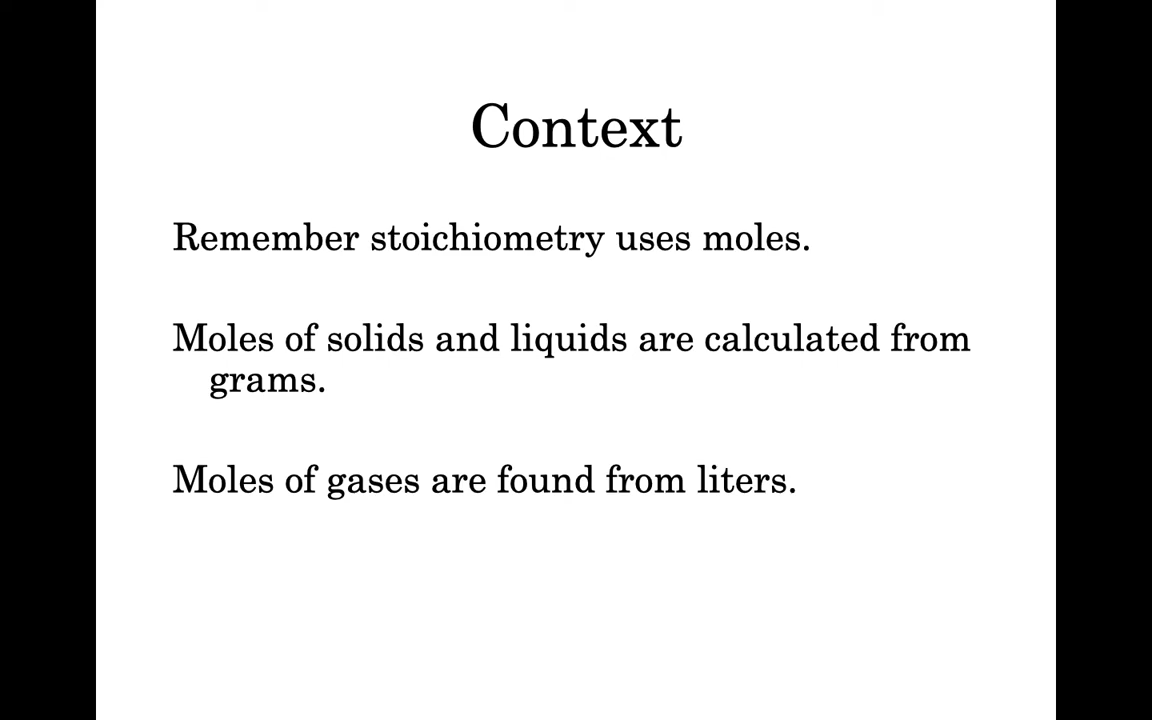 Context
Remember stoichiometry uses moles.
Moles of solids and liquids are calculated from
grams.
Moles of gases are found from liters.